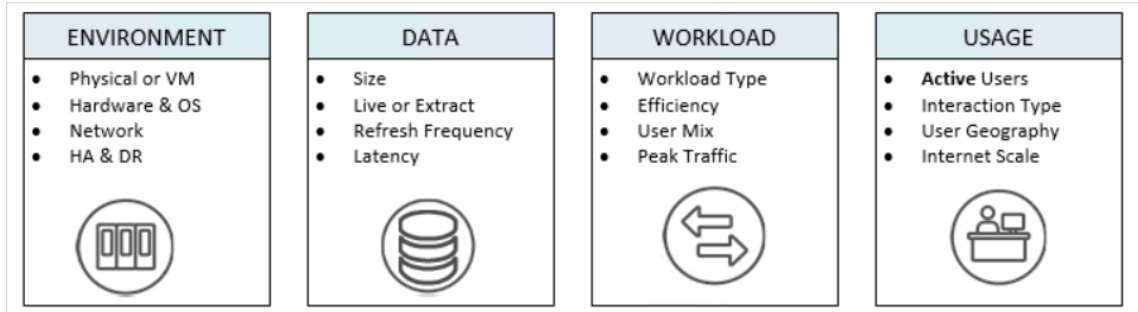 ENVIRONMENT
• Physical or VM
• Hardware & OS
• Network
• HA & DR
DATA
• Size
• Live or Extract
• Refresh Frequency
• Latency
WORKLOAD
• Workload Type
• Efficiency
• User Mix
• Peak Traffic
USAGE
• Active Users
• Interaction Type
• User Geography
• Internet Scale